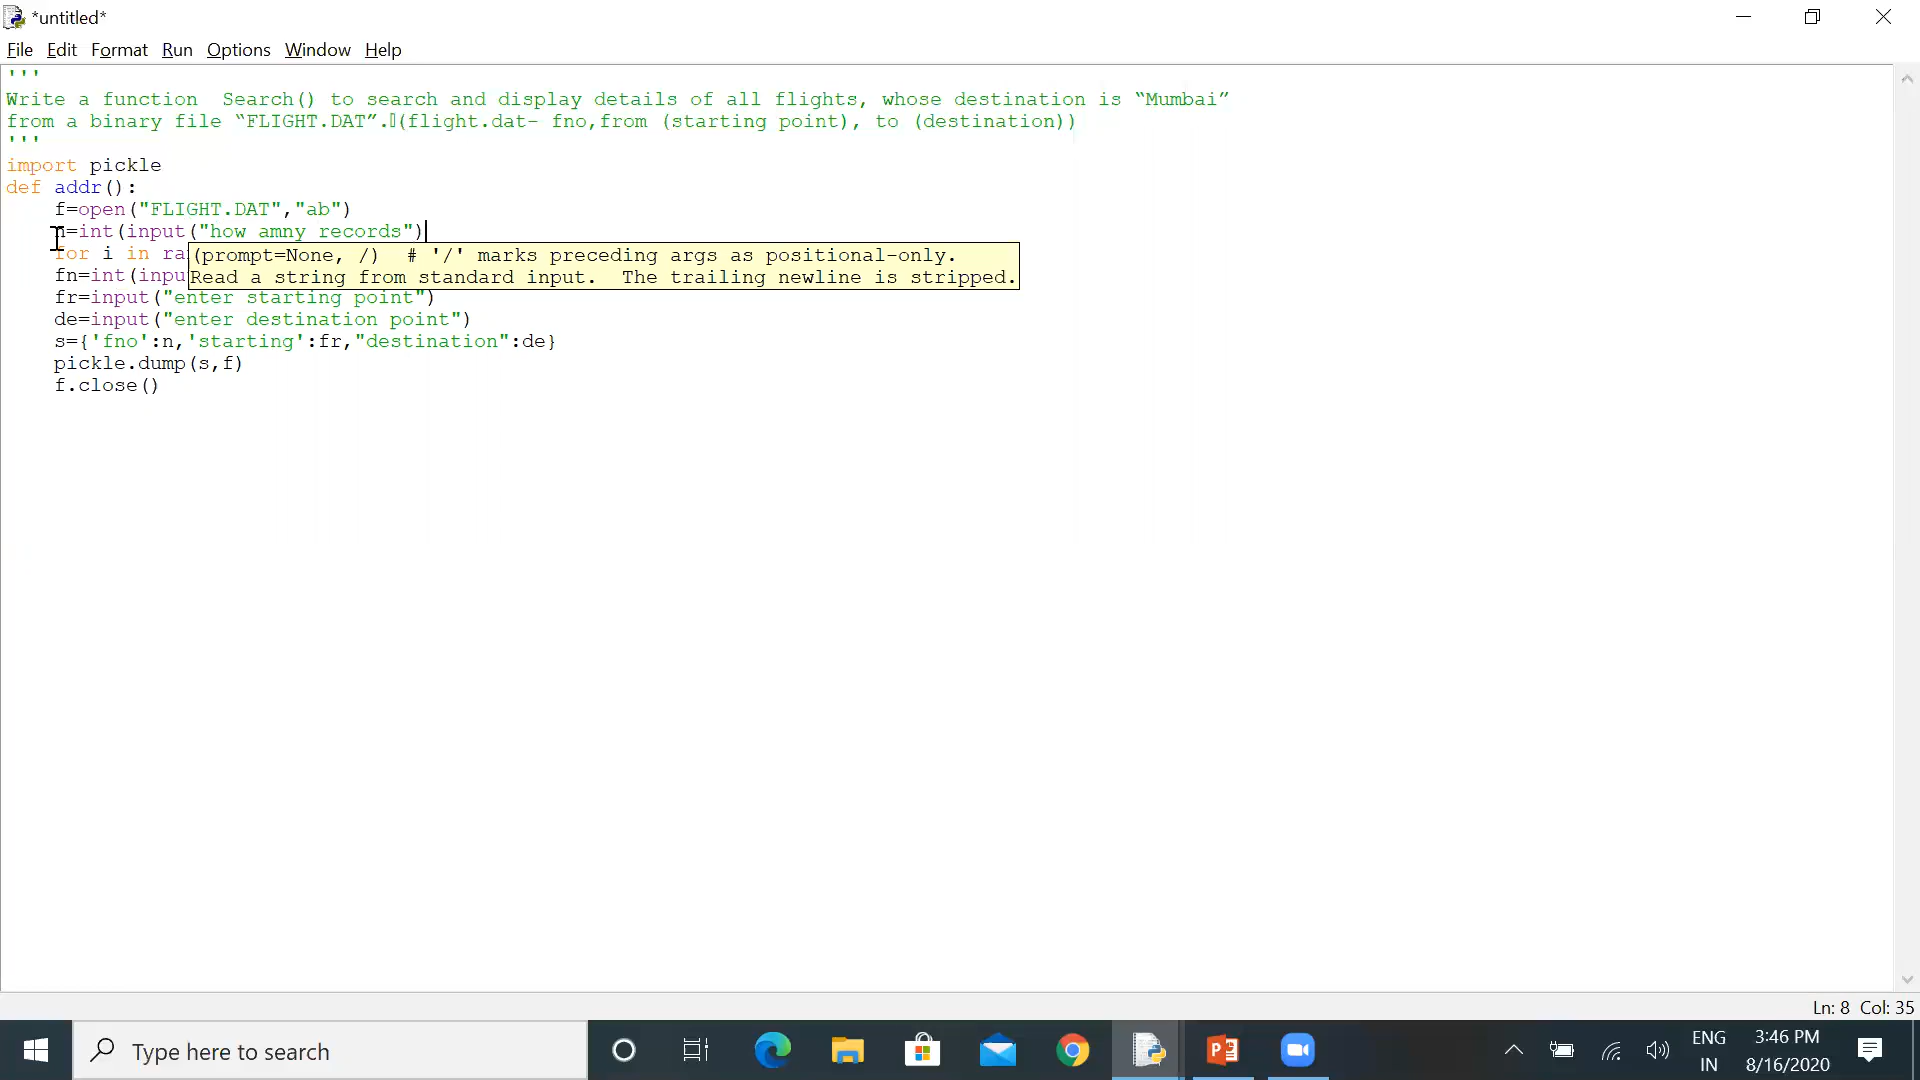 *untitled*
File Edit Format Run Options Window Help
'''
Write a function  Search() to search and display details of all flights, whose destination is “Mumbai”
from a binary file “FLIGHT.DAT”.(flight.dat- fno,from (starting point), to (destination))
'''
import pickle
def addr():
    f=open("FLIGHT.DAT","ab")
    n=int(input("how amny records")
    for i in ra
(prompt=None, /)  # '/' marks preceding args as positional-only.
    fn=int(inpu
Read a string from standard input.  The trailing newline is stripped.
    fr=input("enter starting point")
    de=input("enter destination point")
    s={'fno':n,'starting':fr,"destination":de}
    pickle.dump(s,f)
    f.close()
Ln: 8 Col: 35
Type here to search
ENG
IN
3:46 PM
8/16/2020